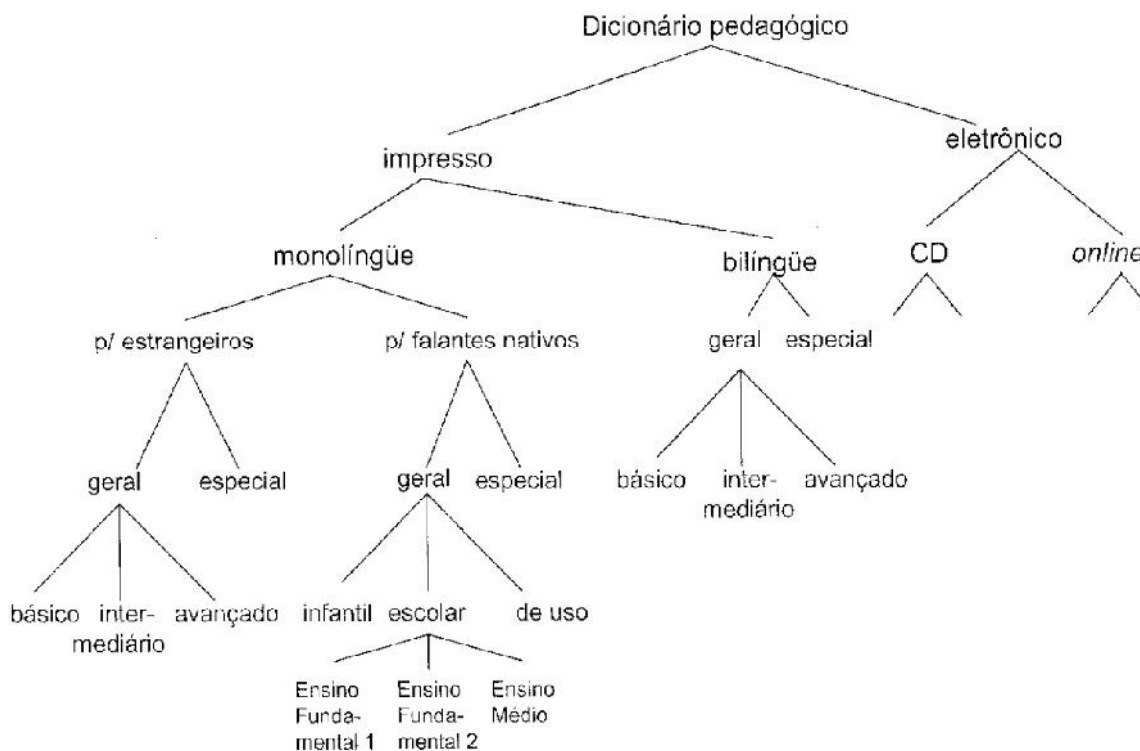 Dicionário pedagógico
impresso
eletrônico
monolíngüe
bilíngüe
CD
online
p/ estrangeiros
p/ falantes nativos
geral
especial
geral
especial
geral
especial
básico
inter-
mediário
avançado
básico
inter-
mediário
avançado
infantil
escolar
de uso
Ensino
Funda-
mental 1
Ensino
Funda-
mental 2
Ensino
Médio